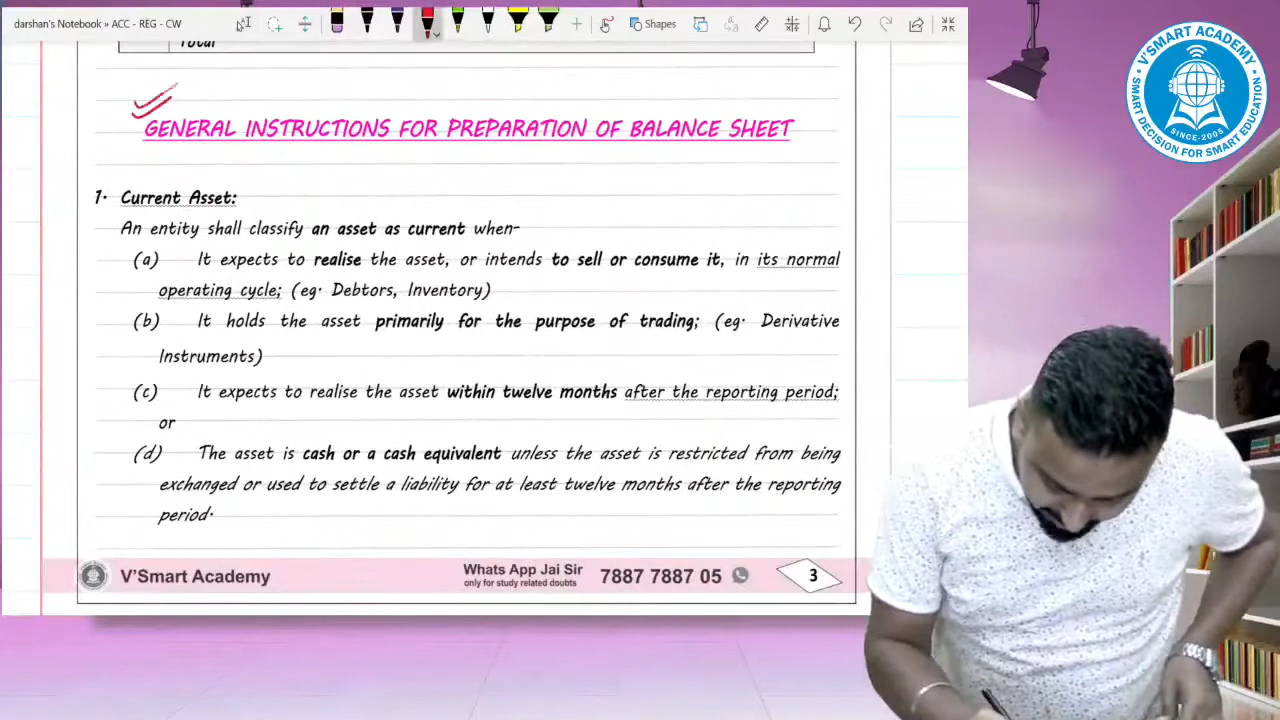 darshan's Notebook » ACC - REG - CW
Shapes
Total
GENERAL INSTRUCTIONS FOR PREPARATION OF BALANCE SHEET
1. Current Asset:
An entity shall classify an asset as current when-
(a) It expects to realise the asset, or intends to sell or consume it, in its normal
operating cycle; (eg. Debtors, Inventory)
(b) It holds the asset primarily for the purpose of trading; (eg. Derivative
Instruments)
(c) It expects to realise the asset within twelve months after the reporting period;
or
(d) The asset is cash or a cash equivalent unless the asset is restricted from being
exchanged or used to settle a liability for at least twelve months after the reporting
period.
V'Smart Academy
Whats App Jai Sir
only for study related doubts
7887 7887 05
3
V'SMART ACADEMY
SINCE-2005
SMART DECISION FOR SMART EDUCATION